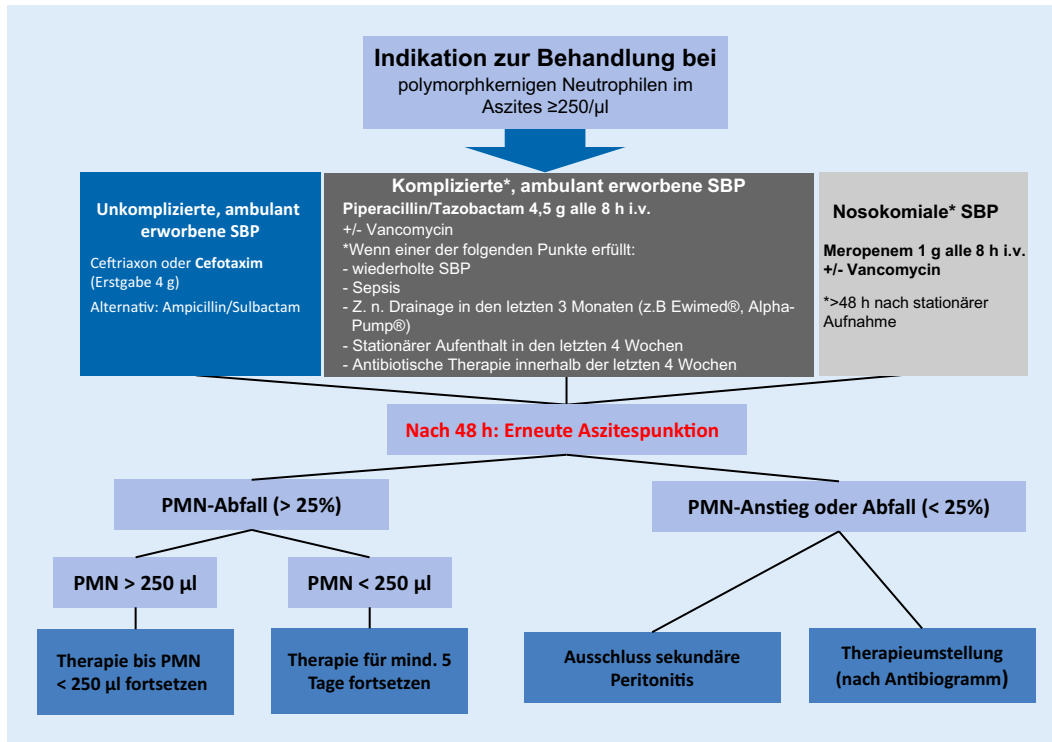 Indikation zur Behandlung bei
polymorphkernigen Neutrophilen im
Aszites ≥250/µl
Unkomplizierte, ambulant
erworbene SBP
Ceftriaxon oder Cefotaxim
(Erstgabe 4 g)
Alternativ: Ampicillin/Sulbactam
Komplizierte*, ambulant erworbene SBP
Piperacillin/Tazobactam 4,5 g alle 8 h i.v.
+/- Vancomycin
*Wenn einer der folgenden Punkte erfüllt:
- wiederholte SBP
- Sepsis
- Z. n. Drainage in den letzten 3 Monaten (z.B Ewimed®, Alpha-
Pump®)
- Stationärer Aufenthalt in den letzten 4 Wochen
- Antibiotische Therapie innerhalb der letzten 4 Wochen
Nosokomiale* SBP
Meropenem 1 g alle 8 h i.v.
+/- Vancomycin
*>48 h nach stationärer
Aufnahme
Nach 48 h: Erneute Aszitespunktion
PMN-Abfall (> 25%)
PMN-Anstieg oder Abfall (< 25%)
PMN > 250 µl
PMN < 250 µl
Therapie bis PMN
< 250 µl fortsetzen
Therapie für mind. 5
Tage fortsetzen
Ausschluss sekundäre
Peritonitis
Therapieumstellung
(nach Antibiogramm)